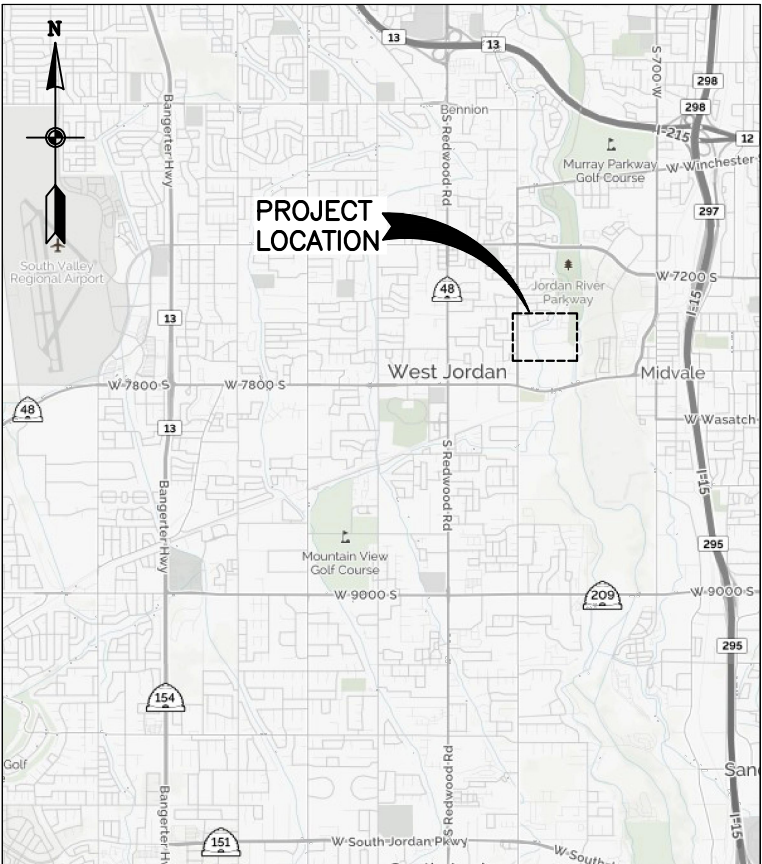 N
13
13
S 700 W
298
298
Bennion
Bangerter Hwy
S Redwood Rd
I-215
12
Murray Parkway
Golf Course
W Winchester S
PROJECT
LOCATION
297
South Valley
Regional Airport
Jordan River
Parkway
W 7200 S
48
I-15
13
West Jordan
Midvale
W 7800 S
W 7800 S
48
W Wasatch
13
S Redwood Rd
I-15
Bangerter Hwy
295
Mountain View
Golf Course
W 9000 S
209
W 9000 S
295
154
Golf
S Redwood Rd
San
Bangerter H
I-15
151
W South Jordan Pkwy
W South